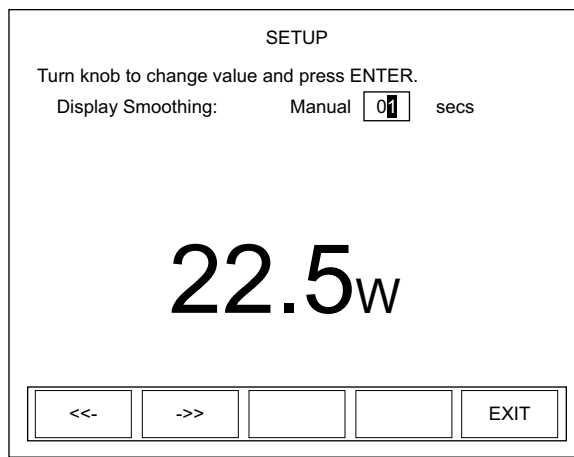 SETUP
Turn knob to change value and press ENTER.
Display Smoothing: Manual 01 secs
22.5W
<<- ->> EXIT